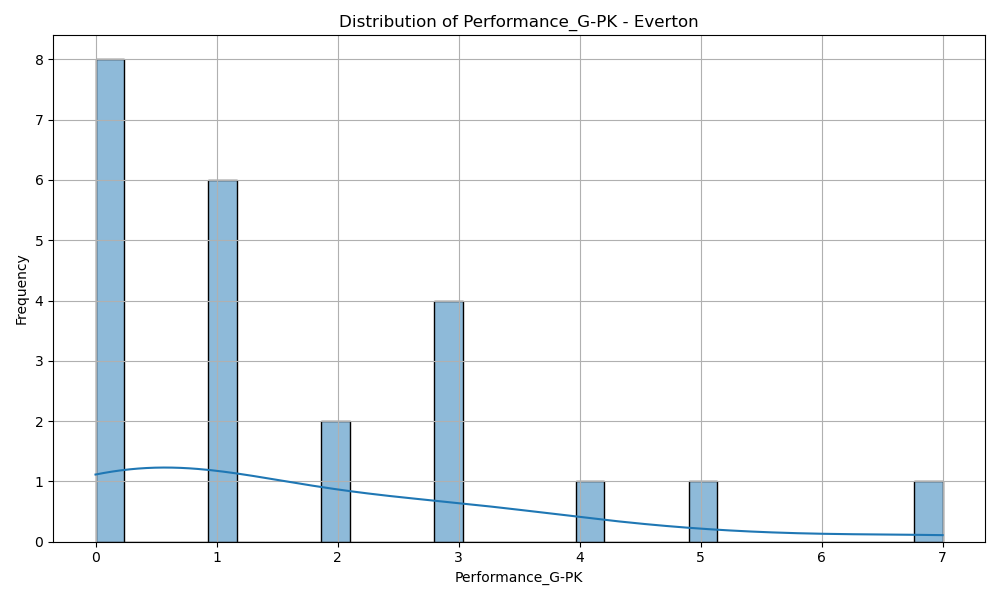 Distribution of Performance_G-PK - Everton
Frequency
8
7
6
5
4
3
2
1
0
0 1 2 3 4 5 6 7
Performance_G-PK